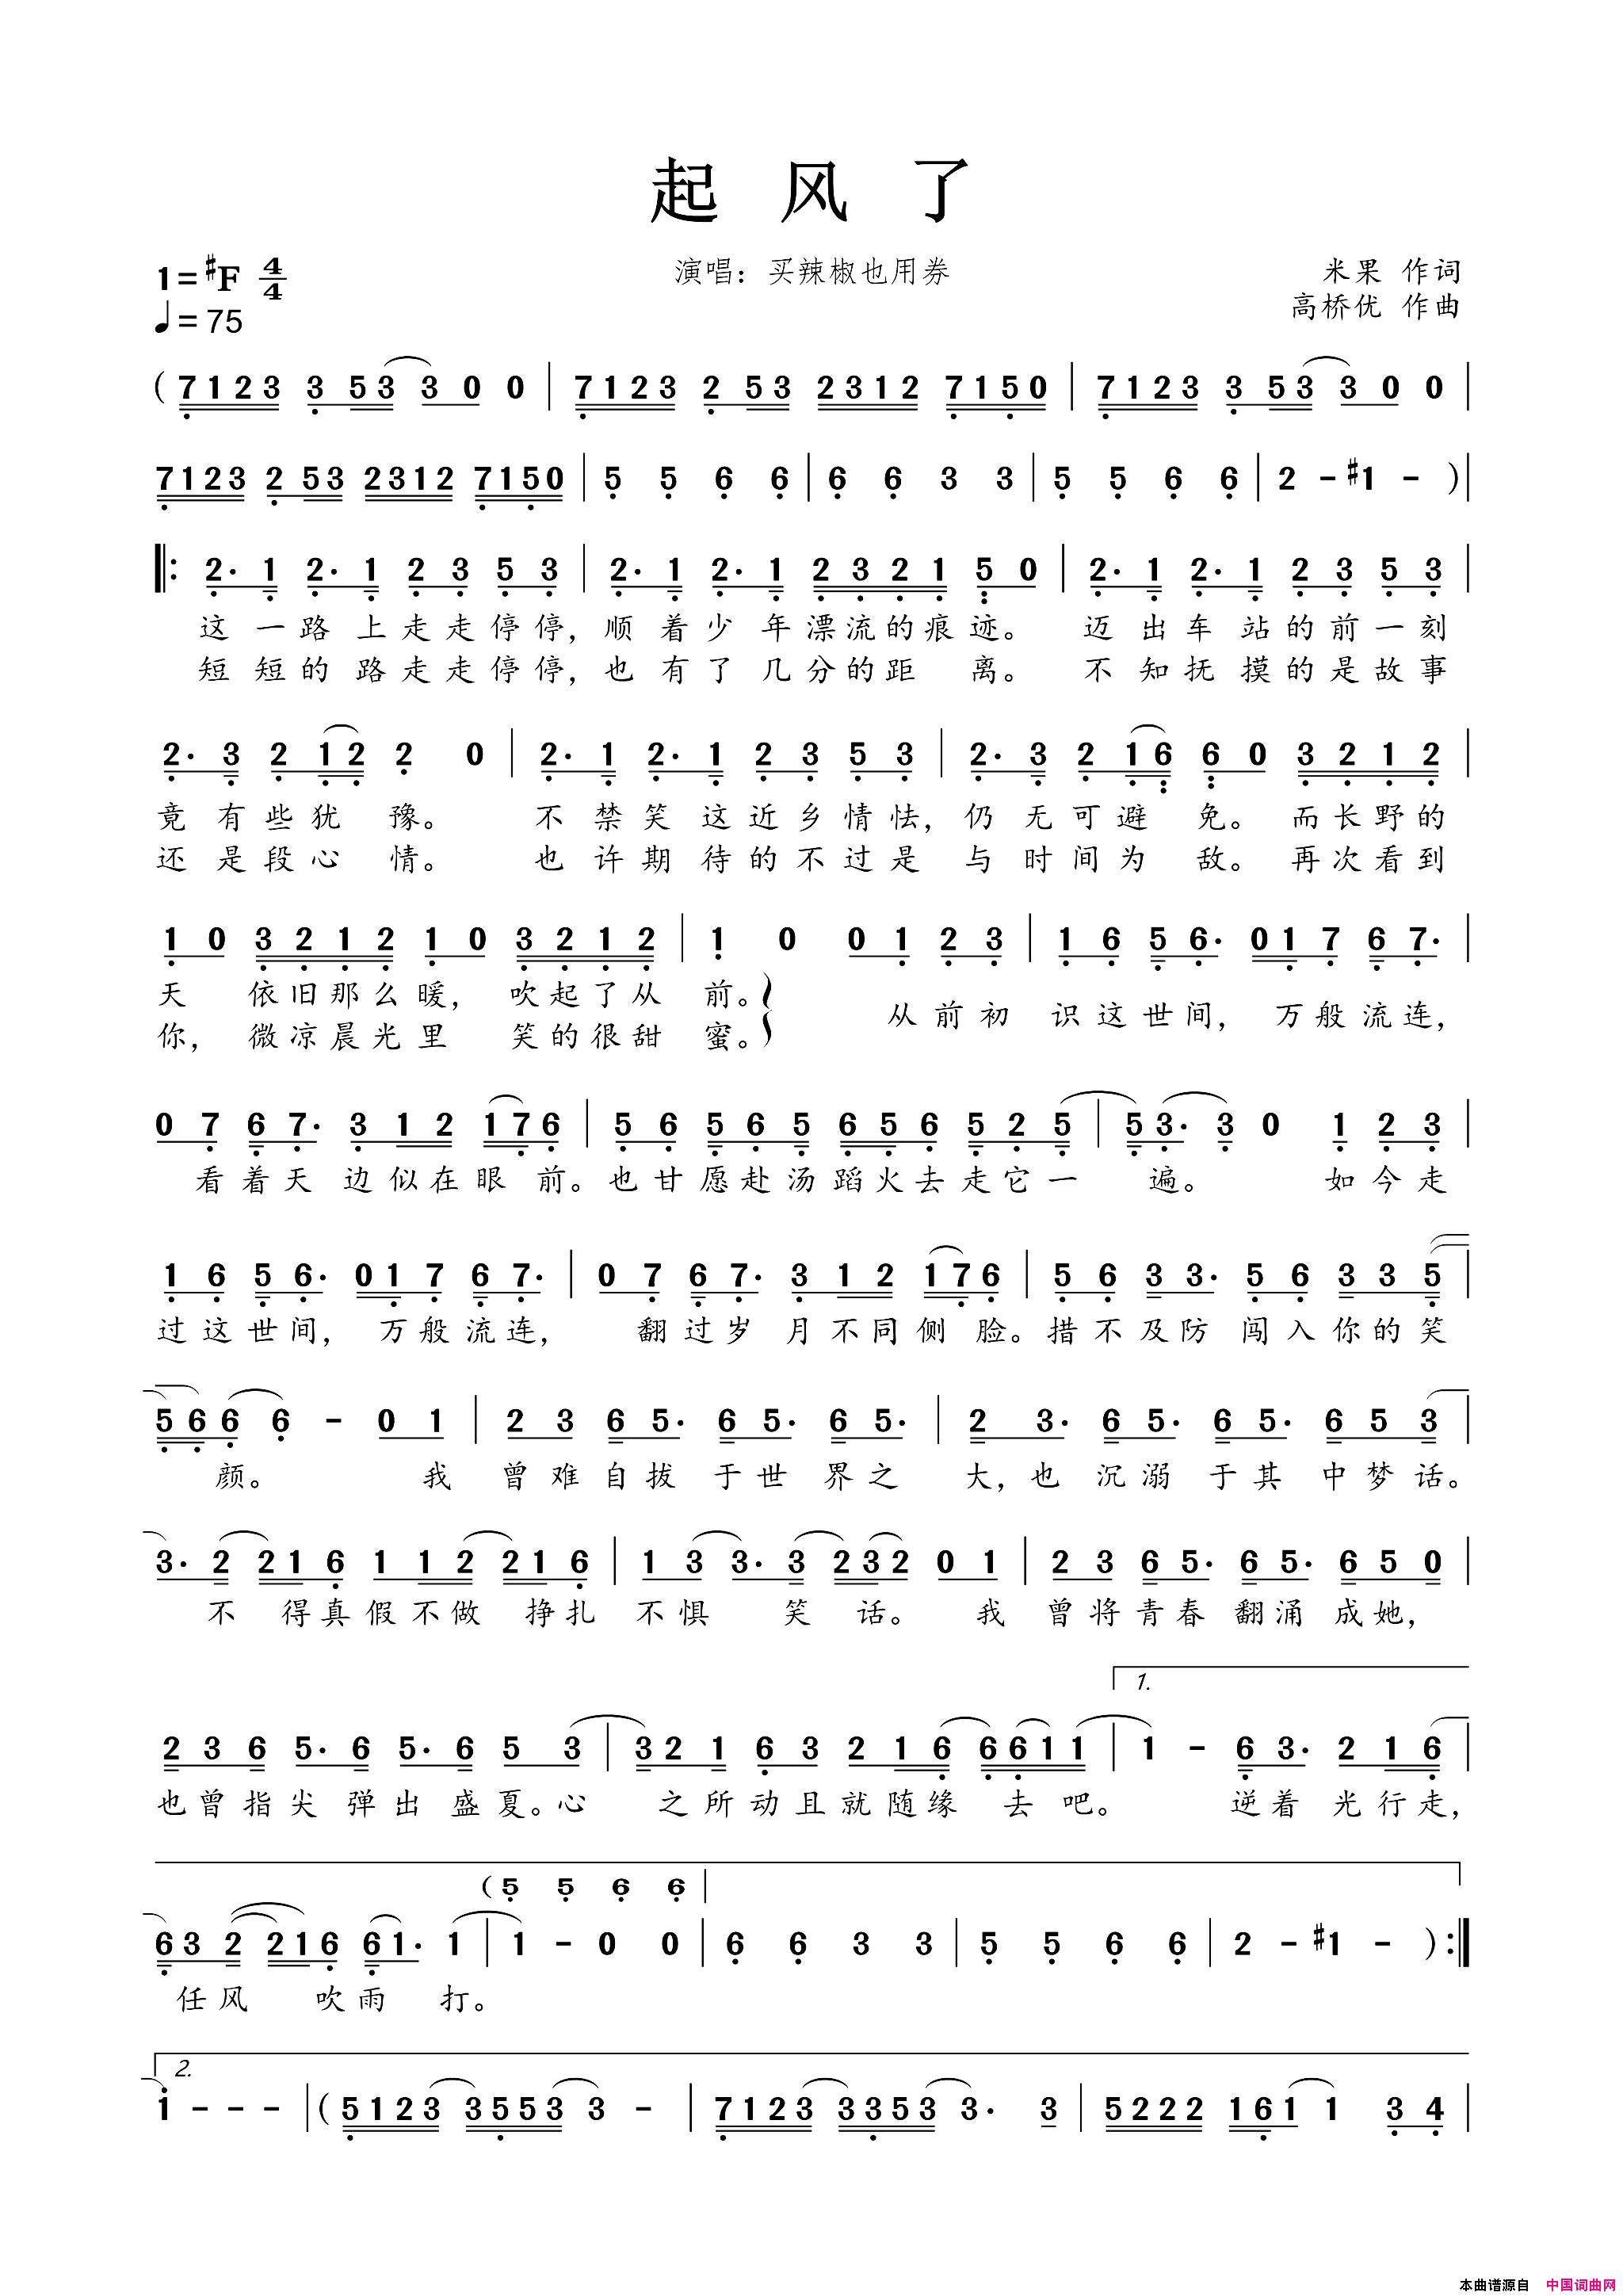 起 风 了
1=♯F 4/4
演唱：买辣椒也用券
米果 作词
♩=75
高桥优 作曲
( 7123 3 53 3 0 0 | 7123 2 53 2312 7150 | 7123 3 53 3 0 0 |
7123 2 53 2312 7150 | 5 5 6 6 | 6 6 3 3 | 5 5 6 6 | 2 - ♯1 - ) |
‖: 2· 1 2· 1 2 3 5 3 | 2· 1 2· 1 2 3 2 1 5 0 | 2· 1 2· 1 2 3 5 3 |
这一路上走走停停，顺着少年漂流的痕迹。 迈出车站的前一刻
短短的路走走停停，也有了几分的距 离。 不知抚摸的是故事
2· 3 2 1 2 2 0 | 2· 1 2· 1 2 3 5 3 | 2· 3 2 1 6 6 0 3 2 1 2 |
竟有些犹 豫。 不禁笑这近乡情怯，仍无可避 免。而长野的
还是段心 情。 也许期待的不过是 与时间为 敌。再次看到
1 0 3 2 1 2 1 0 3 2 1 2 | 1 0 0 1 2 3 | 1 6 5 6· 0 1 7 6 7· |
天 依旧那么暖，吹起了从 前。
从前初 识这世间，万般流连，
你，微凉晨光里 笑的很甜 蜜。
0 7 6 7· 3 1 2 1 7 6 | 5 6 5 6 5 6 5 6 5 2 5 | 5 3· 3 0 1 2 3 |
看着天边似在眼前。也甘愿赴汤蹈火去走它一 遍。 如今走
1 6 5 6· 0 1 7 6 7· | 0 7 6 7· 3 1 2 1 7 6 | 5 6 3 3· 5 6 3 3 5 |
过这世间，万般流连， 翻过岁月不同侧脸。措不及防闯入你的笑
5 6 6 6 - 0 1 | 2 3 6 5· 6 5· 6 5· | 2 3· 6 5· 6 5· 6 5 3 |
颜。 我 曾难自拔于世界之 大，也沉溺于其中梦话。
3· 2 2 1 6 1 1 2 2 1 6 | 1 3 3· 3 2 3 2 0 1 | 2 3 6 5· 6 5· 6 5 0 |
不 得真假不做 挣扎 不惧 笑 话。 我 曾将青春翻涌成她，
1.
2 3 6 5· 6 5· 6 5 3 | 3 2 1 6 3 2 1 6 6 6 1 1 | 1 - 6 3· 2 1 6 |
也曾指尖弹出盛夏。心 之所动且就随缘 去吧。 逆着光行走，
( 5 5 6 6 |
6 3 2 2 1 6 6 1· 1 | 1 - 0 0 | 6 6 3 3 | 5 5 6 6 | 2 - ♯1 - ) :‖
任风 吹雨 打。
2.
1 - - - | ( 5123 3553 3 - | 7123 3353 3· 3 | 5222 161 1 3 4 |
本曲谱源自 中国词曲网